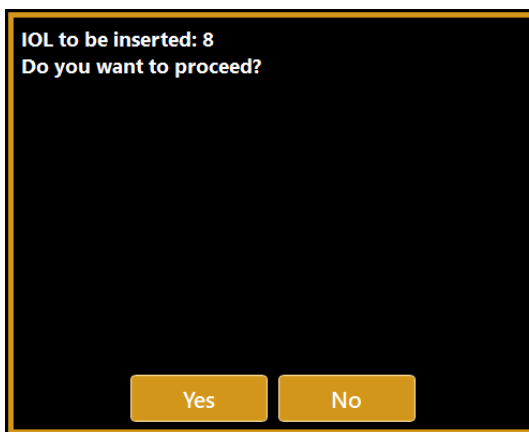 IOL to be inserted: 8
Do you want to proceed?
Yes
No